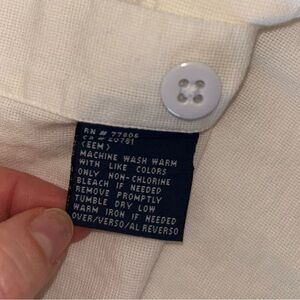 RN # 77806
CA # 20781
(EEM)
MACHINE WASH WARM
WITH LIKE COLORS
ONLY NON-CHLORINE
BLEACH IF NEEDED
REMOVE PROMPTLY
TUMBLE DRY LOW
WARM IRON IF NEEDED
OVER/VERSO/AL REVERSO